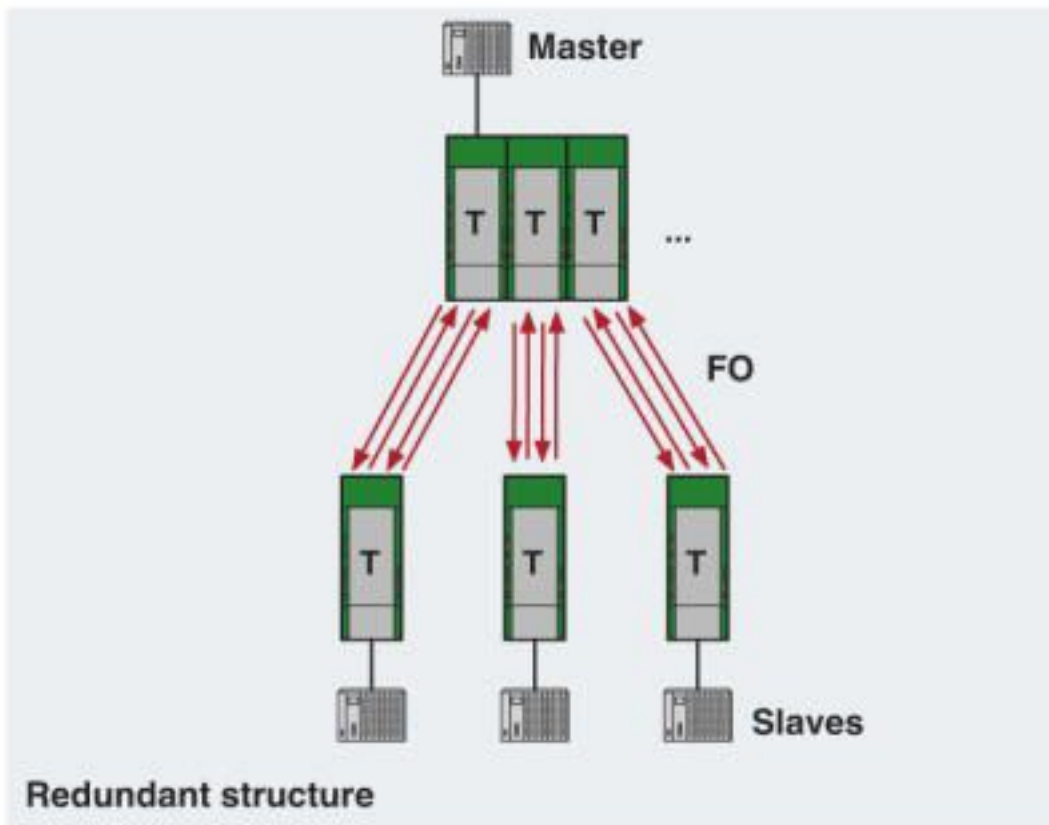 Master
T T T ...
FO
T T T
Slaves
Redundant structure